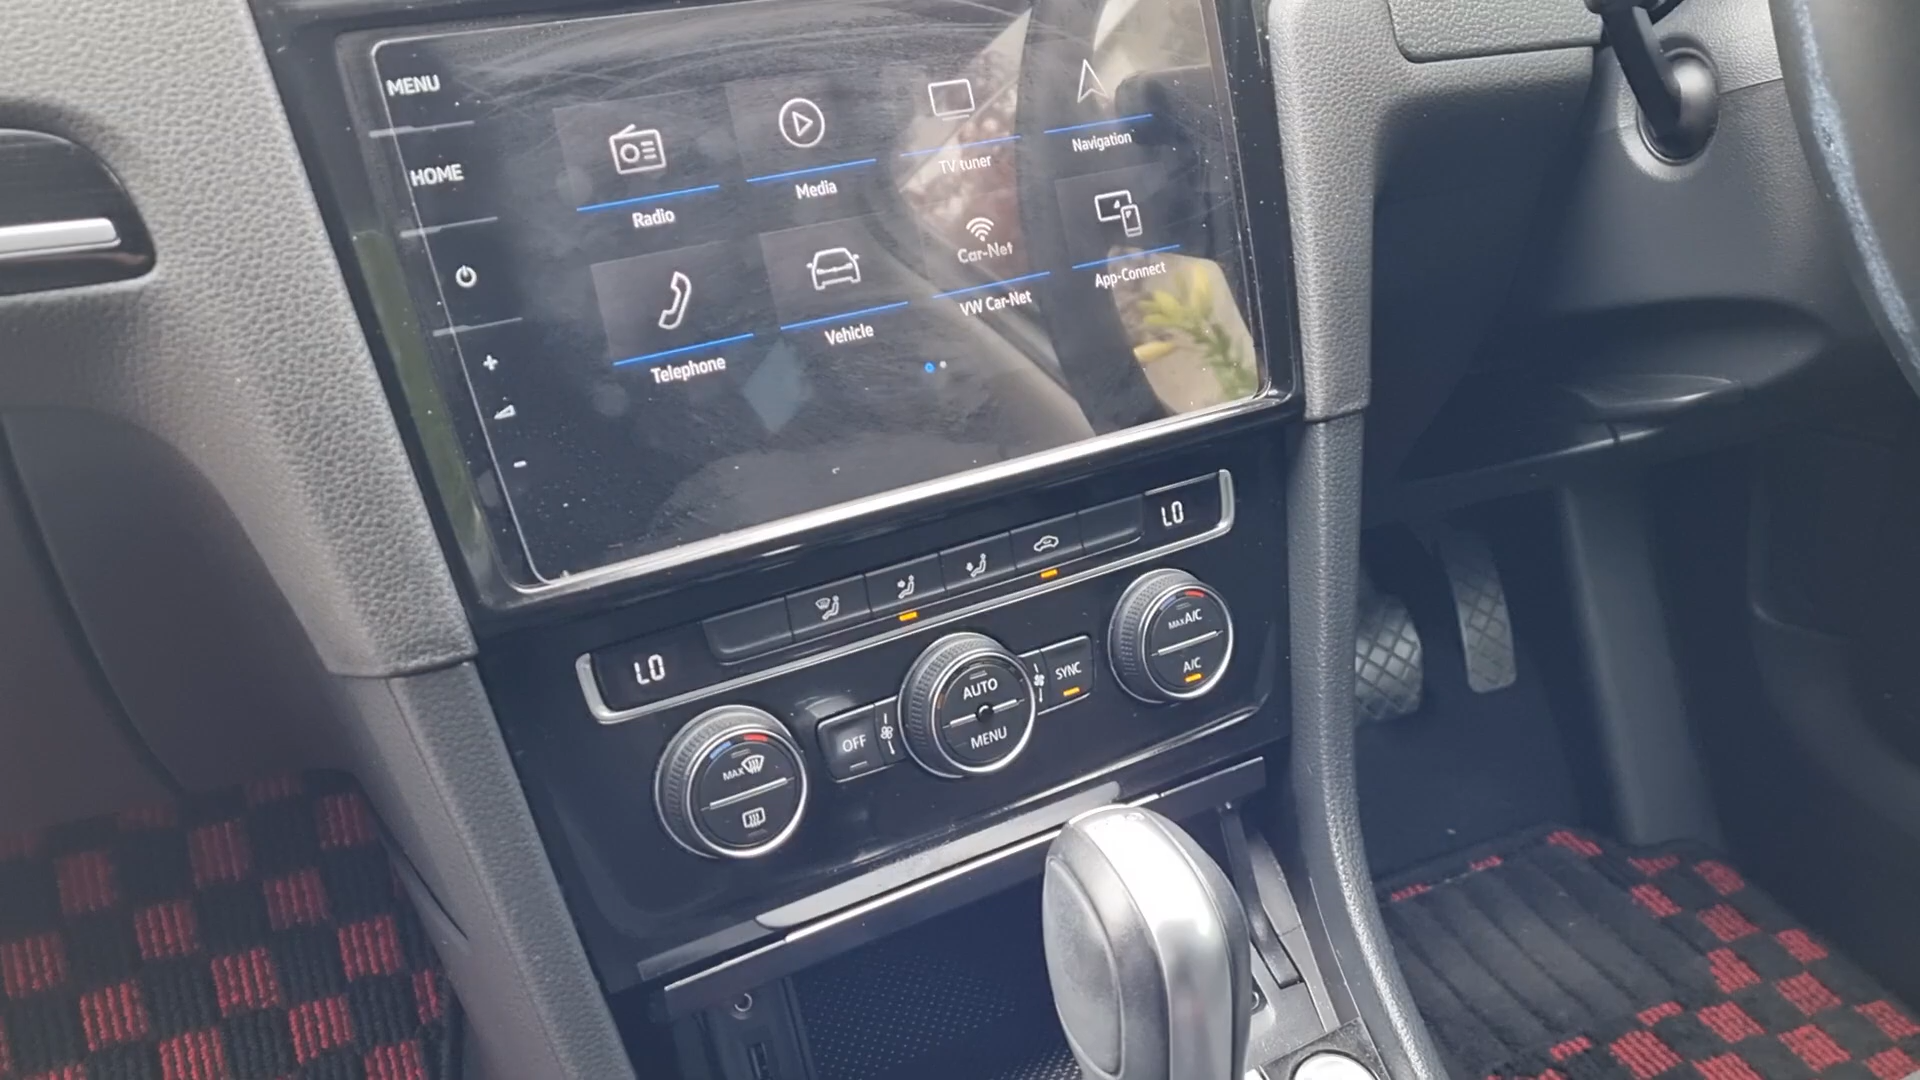 MENU
HOME
Radio
Media
TV tuner
Navigation
Telephone
Vehicle
Car-Net
VW Car-Net
App-Connect
LO
LO
MAX
OFF
AUTO
MENU
SYNC
MAX A/C
A/C